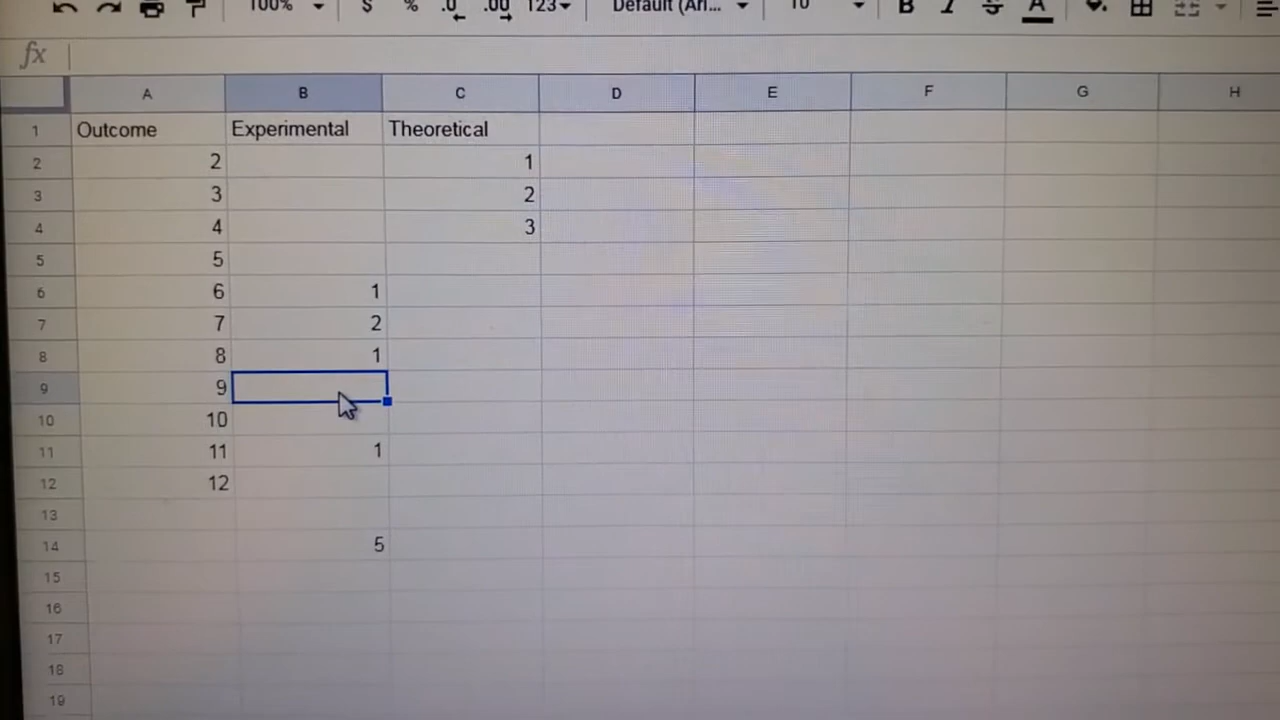 100% $ % .0 .00 123 Default (Ari... 10 B I S A
fx
A B C D E F G H
1 Outcome Experimental Theoretical
2 2 1
3 3 2
4 4 3
5 5
6 6 1
7 7 2
8 8 1
9 9
10 10
11 11 1
12 12
13
14 5
15
16
17
18
19